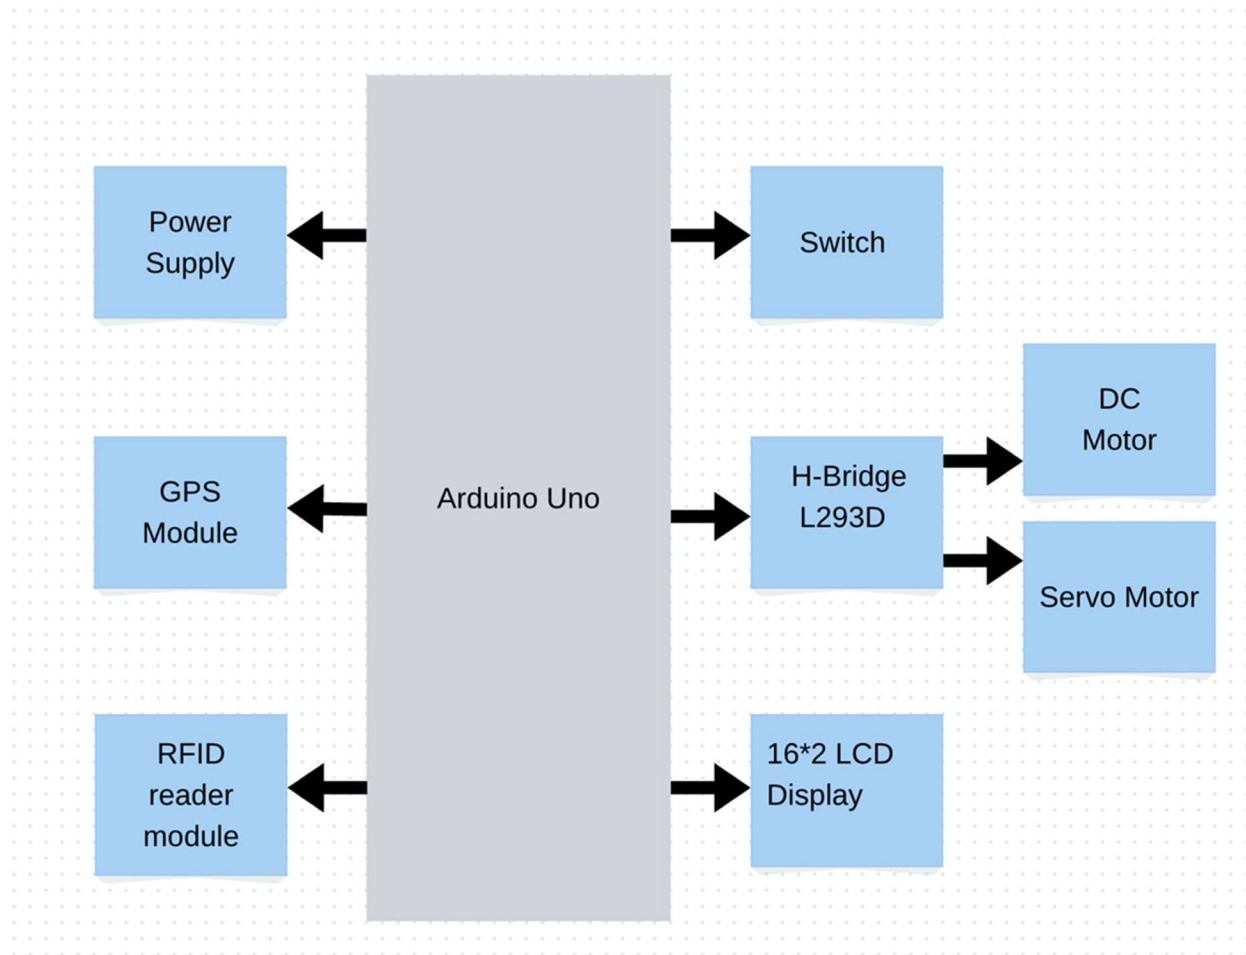 Power
Supply
Switch
DC
Motor
GPS
Module
Arduino Uno
H-Bridge
L293D
Servo Motor
RFID
reader
module
16*2 LCD
Display